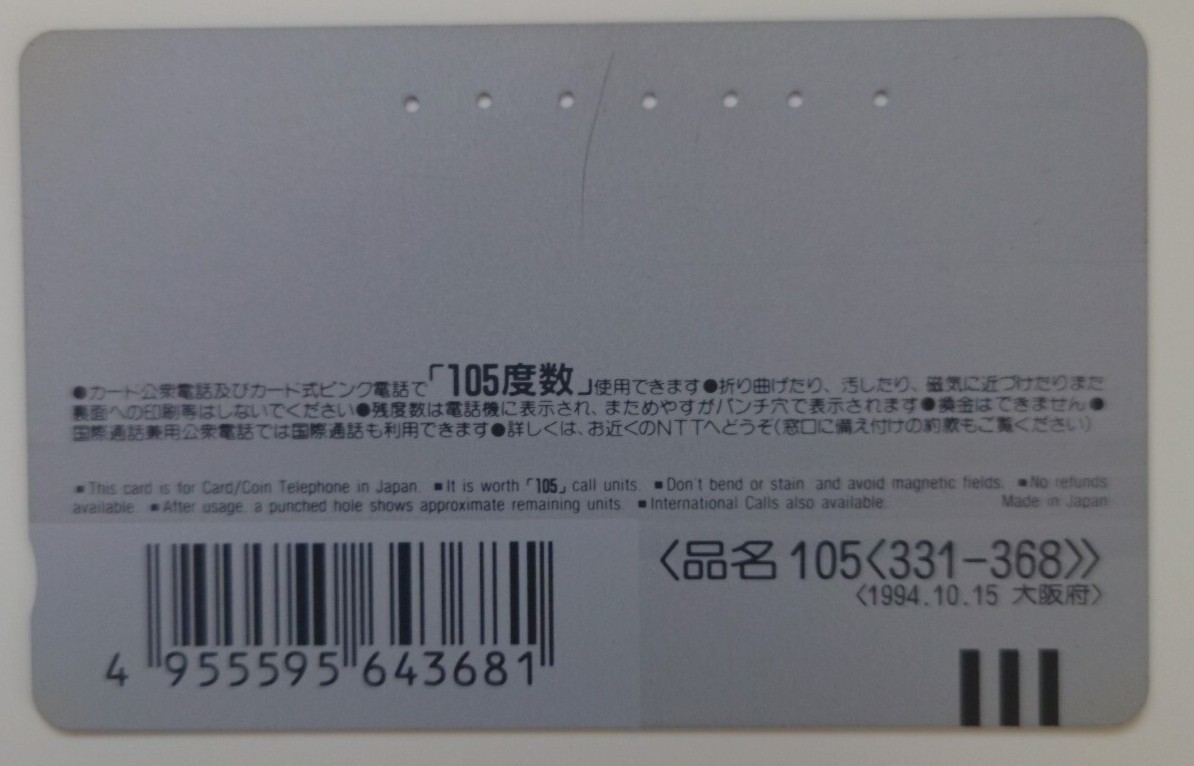 ●カード公衆電話及びカード式ピンク電話で「105度数」使用できます●折り曲げたり、汚したり、磁気に近づけたりまた
裏面への印刷等はしないでください●残度数は電話機に表示され、まためやすがパンチ穴で表示されます●換金はできません●
国際通話兼用公衆電話では国際通話も利用できます●詳しくは、お近くのNTTへどうぞ(窓口に備え付けの約款もご覧ください)
■This card is for Card/Coin Telephone in Japan. ■It is worth「105」call units. ■Don't bend or stain and avoid magnetic fields. ■No refunds
available. ■After usage, a punched hole shows approximate remaining units. ■International Calls also available. Made in Japan
〈品名 105〈331-368〉〉
〈1994.10.15 大阪府〉
4 955595 643681